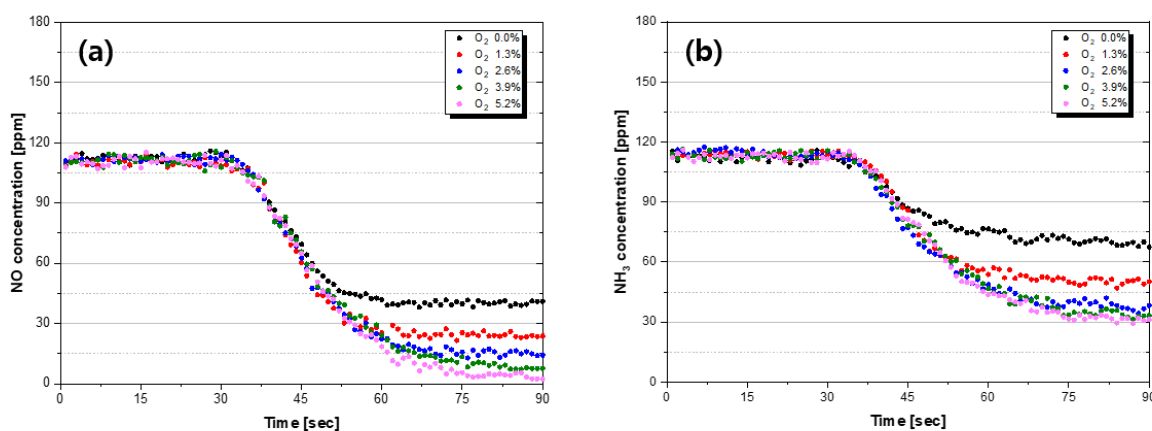 (a)
NO concentration [ppm]
180
150
120
90
60
30
0
0 15 30 45 60 75 90
Time [sec]
O₂ 0.0%
O₂ 1.3%
O₂ 2.6%
O₂ 3.9%
O₂ 5.2%
(b)
NH₃ concentration [ppm]
180
150
120
90
60
30
0
0 15 30 45 60 75 90
Time [sec]
O₂ 0.0%
O₂ 1.3%
O₂ 2.6%
O₂ 3.9%
O₂ 5.2%